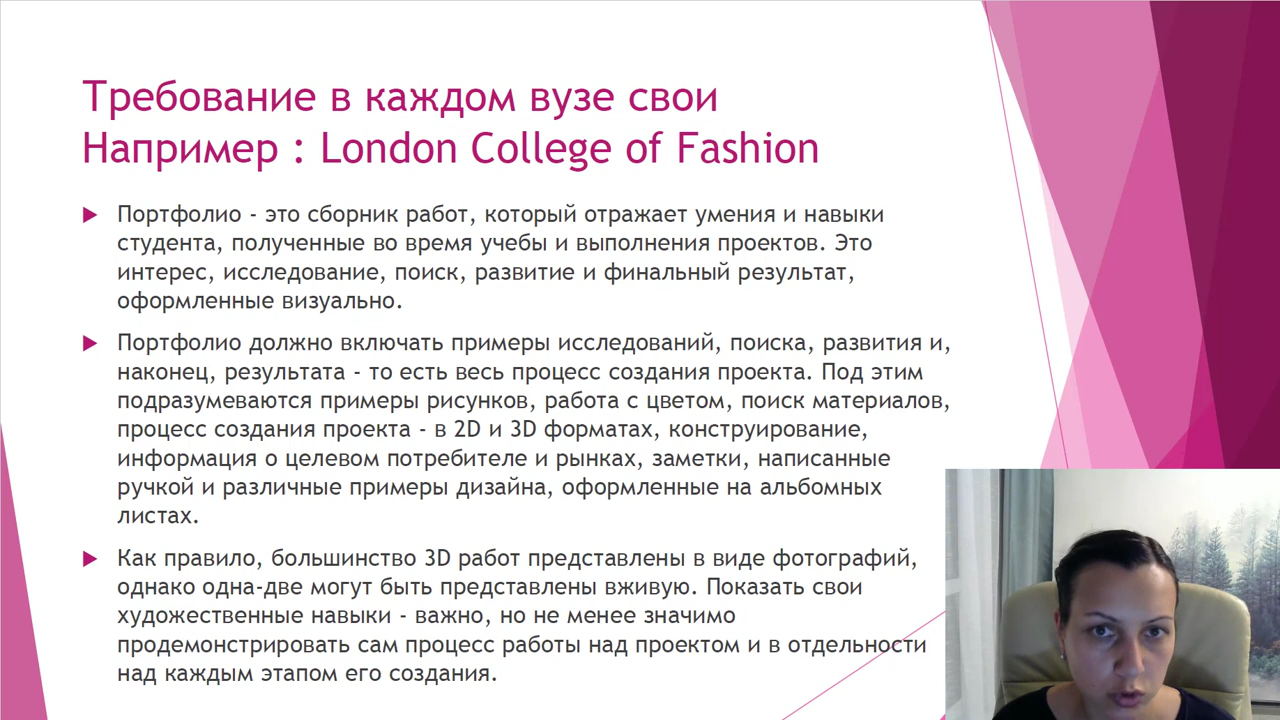 Требование в каждом вузе свои
Например : London College of Fashion
Портфолио - это сборник работ, который отражает умения и навыки
студента, полученные во время учебы и выполнения проектов. Это
интерес, исследование, поиск, развитие и финальный результат,
оформленные визуально.
Портфолио должно включать примеры исследований, поиска, развития и,
наконец, результата - то есть весь процесс создания проекта. Под этим
подразумеваются примеры рисунков, работа с цветом, поиск материалов,
процесс создания проекта - в 2D и 3D форматах, конструирование,
информация о целевом потребителе и рынках, заметки, написанные
ручкой и различные примеры дизайна, оформленные на альбомных
листах.
Как правило, большинство 3D работ представлены в виде фотографий,
однако одна-две могут быть представлены вживую. Показать свои
художественные навыки - важно, но не менее значимо
продемонстрировать сам процесс работы над проектом и в отдельности
над каждым этапом его создания.